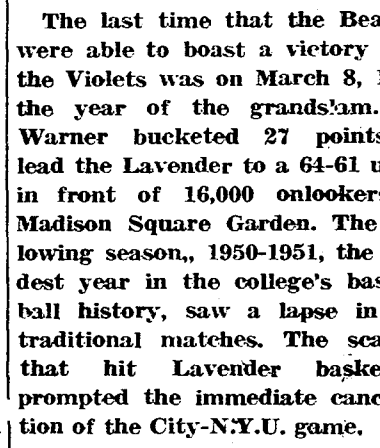 The last time that the Bea
were able to boast a victory
the Violets was on March 8,
the year of the grandslam.
Warner bucketed 27 points
lead the Lavender to a 64-61 u
in front of 16,000 onlookers
Madison Square Garden. The
lowing season,, 1950-1951, the
dest year in the college's bas
ball history, saw a lapse in
traditional matches. The sca
that hit Lavender baske
prompted the immediate canc
tion of the City-N.Y.U. game.